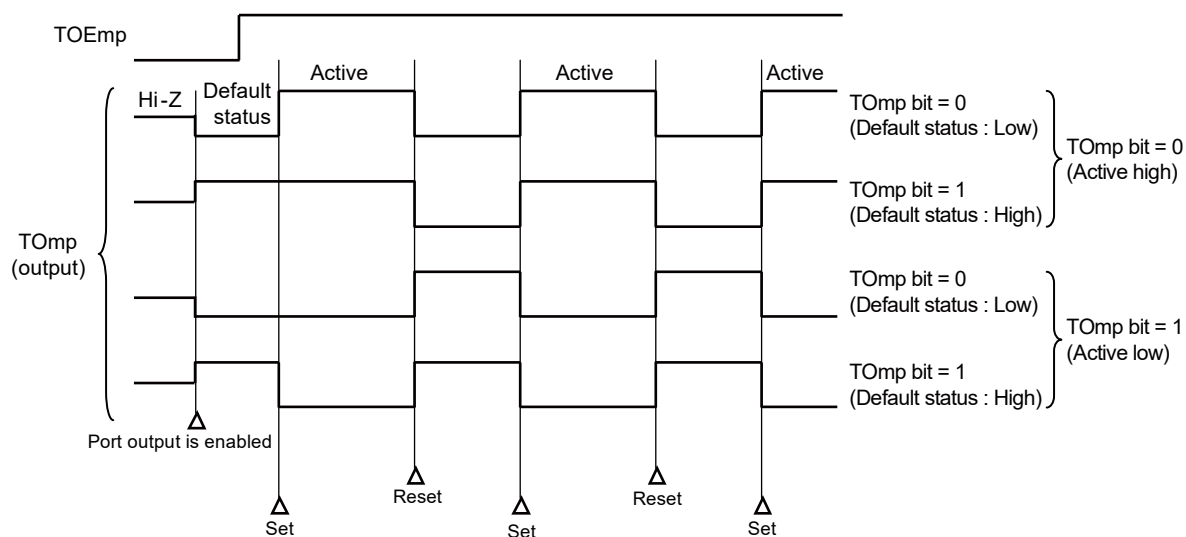 TOEmp
Hi-Z
Default
status
Active
Active
Active
TOmp
(output)
TOmp bit = 0
(Default status : Low)
TOmp bit = 1
(Default status : High)
TOmp bit = 0
(Active high)
TOmp bit = 0
(Default status : Low)
TOmp bit = 1
(Default status : High)
TOmp bit = 1
(Active low)
Port output is enabled
Set
Reset
Set
Reset
Set